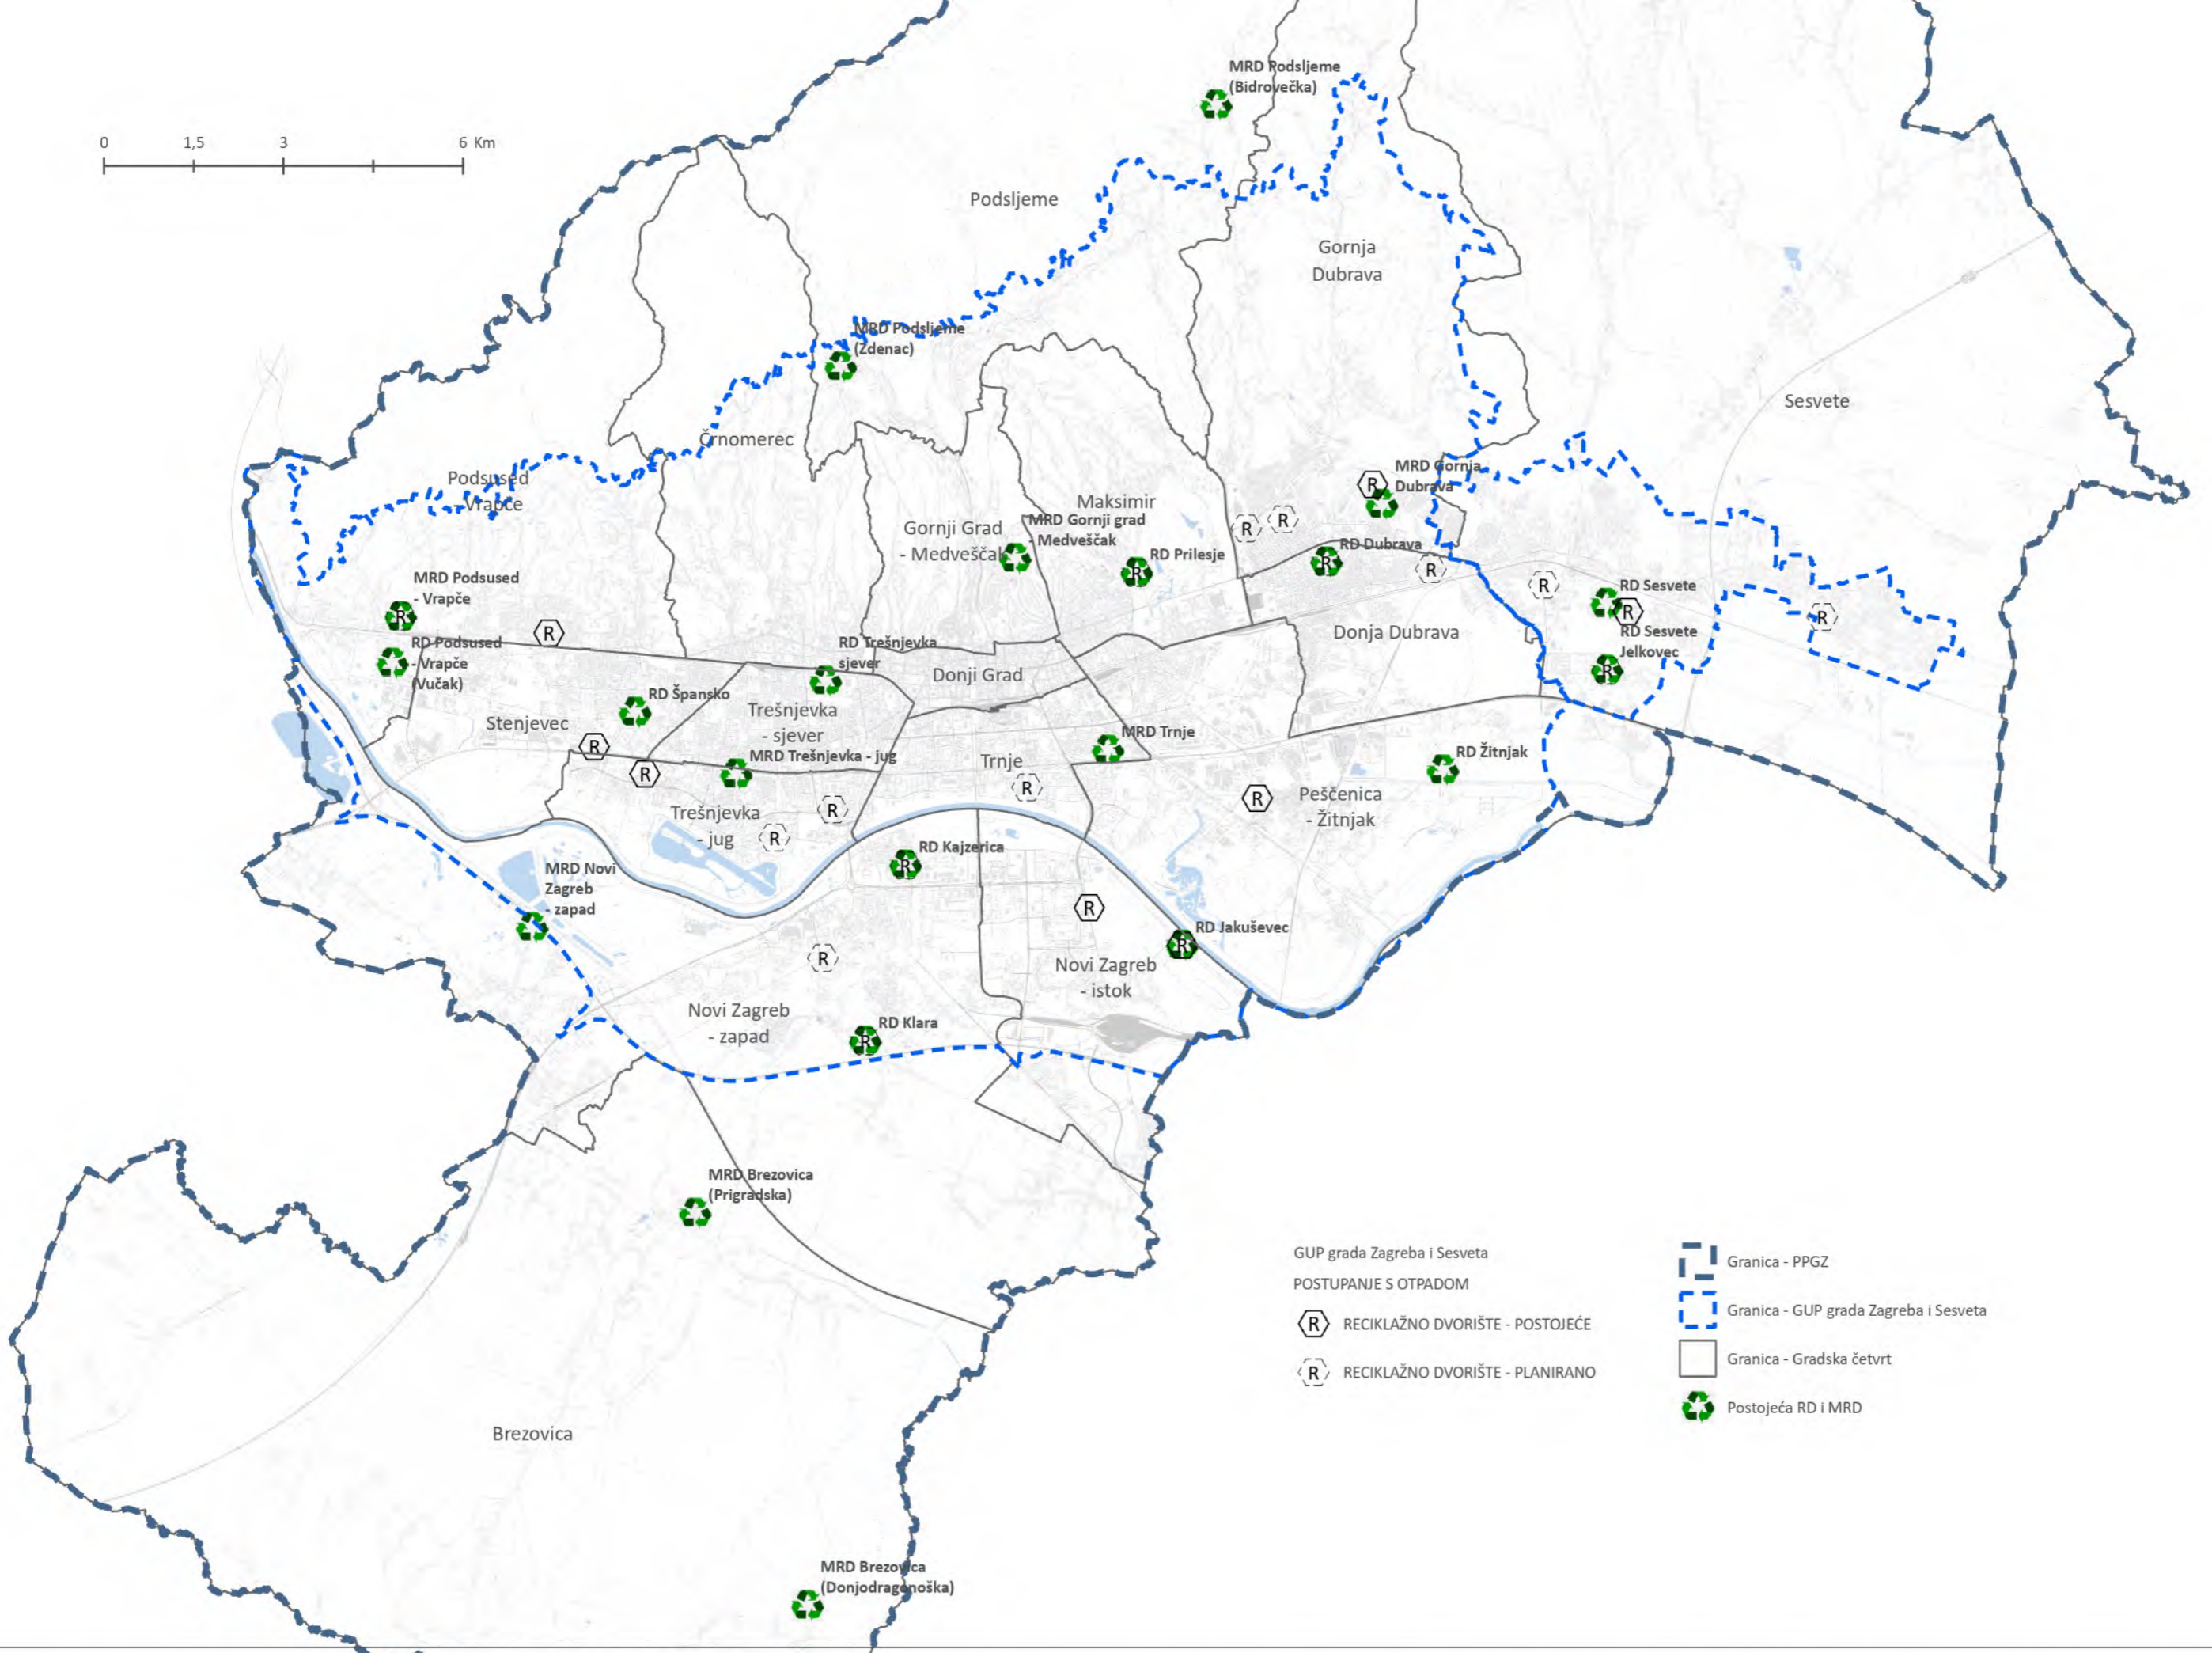 MRD Podsljeme
(Bidrovečka)
0 1,5 3 6 Km
Podsljeme
Gornja
Dubrava
MRD Podsljeme
(Zdenac)
Sesvete
Črnomerec
MRD Gornja
Dubrava
R
Podsused
- Vrapče
Maksimir
Gornji Grad
- Medveščak
MRD Gornji grad
- Medveščak
R
R
RD Prilesje
R
RD Dubrava
R
R
MRD Podsused
- Vrapče
R
R
RD Sesvete
R
R
R
RD Sesvete
Jelkovec
R
Donja Dubrava
RD Podsused
- Vrapče
(Vučak)
RD Trešnjevka
sjever
Donji Grad
RD Špansko
Stenjevec
Trešnjevka
- sjever
R
MRD Trešnjevka - jug
R
MRD Trnje
Trnje
R
RD Žitnjak
R
Peščenica
- Žitnjak
Trešnjevka
- jug
R
R
RD Kajzerica
R
MRD Novi
Zagreb
- zapad
R
RD Jakuševec
R
R
Novi Zagreb
- istok
Novi Zagreb
- zapad
RD Klara
R
MRD Brezovica
(Prigradska)
GUP grada Zagreba i Sesveta
POSTUPANJE S OTPADOM
R RECIKLAŽNO DVORIŠTE - POSTOJEĆE
R RECIKLAŽNO DVORIŠTE - PLANIRANO
Granica - PPGZ
Granica - GUP grada Zagreba i Sesveta
Granica - Gradska četvrt
Postojeća RD i MRD
Brezovica
MRD Brezovica
(Donjodragonoška)